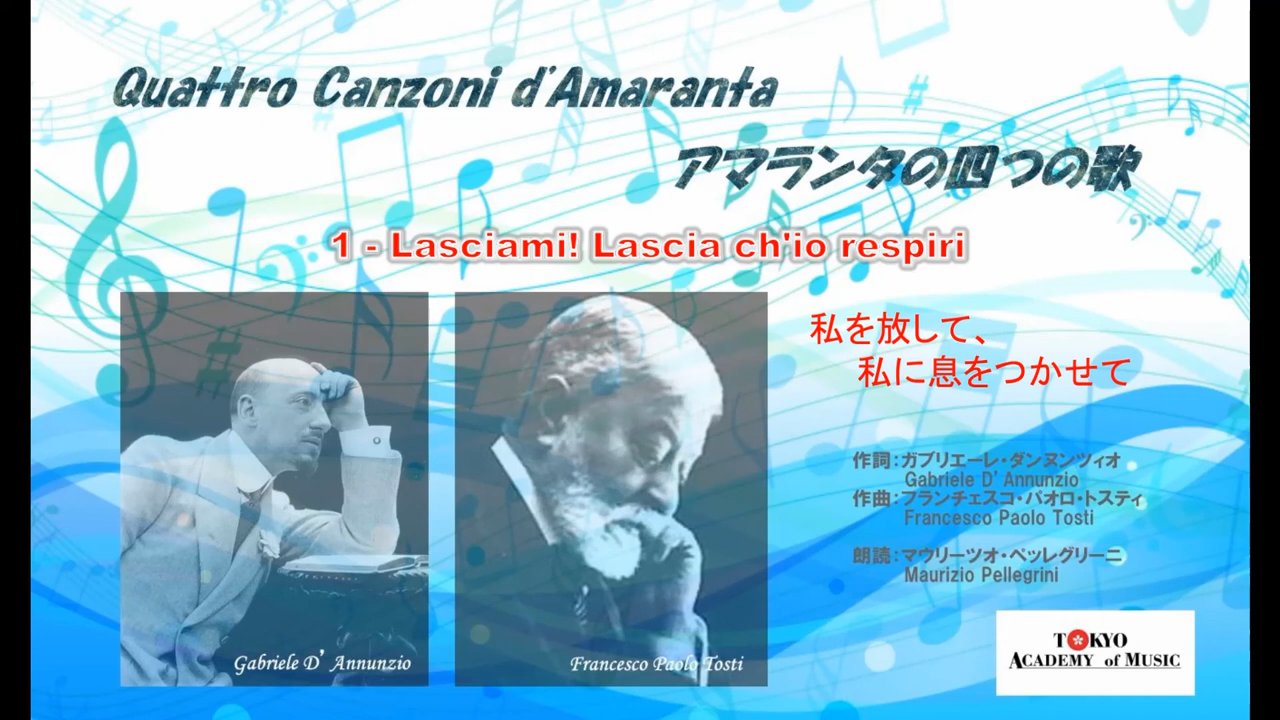 Quattro Canzoni d'Amaranta
アマランタの四つの歌
1 - Lasciami! Lascia ch'io respiri
私を放して、
私に息をつかせて
作詞：ガブリエーレ・ダンヌンツィオ
Gabriele D’Annunzio
作曲：フランチェスコ・パオロ・トスティ
Francesco Paolo Tosti
朗読：マウリーツオ・ペッレグリーニ
Maurizio Pellegrini
Gabriele D’Annunzio
Francesco Paolo Tosti
TOKYO
ACADEMY of MUSIC